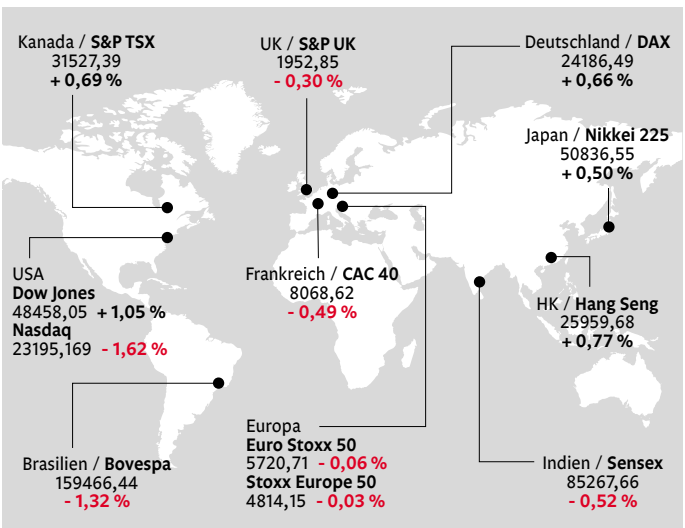 Kanada / S&P TSX
31527,39
+ 0,69 %
UK / S&P UK
1952,85
- 0,30 %
Deutschland / DAX
24186,49
+ 0,66 %
Japan / Nikkei 225
50836,55
+ 0,50 %
USA
Dow Jones
48458,05 + 1,05 %
Nasdaq
23195,169 - 1,62 %
Frankreich / CAC 40
8068,62
- 0,49 %
HK / Hang Seng
25959,68
+ 0,77 %
Brasilien / Bovespa
159466,44
- 1,32 %
Europa
Euro Stoxx 50
5720,71 - 0,06 %
Stoxx Europe 50
4814,15 - 0,03 %
Indien / Sensex
85267,66
- 0,52 %